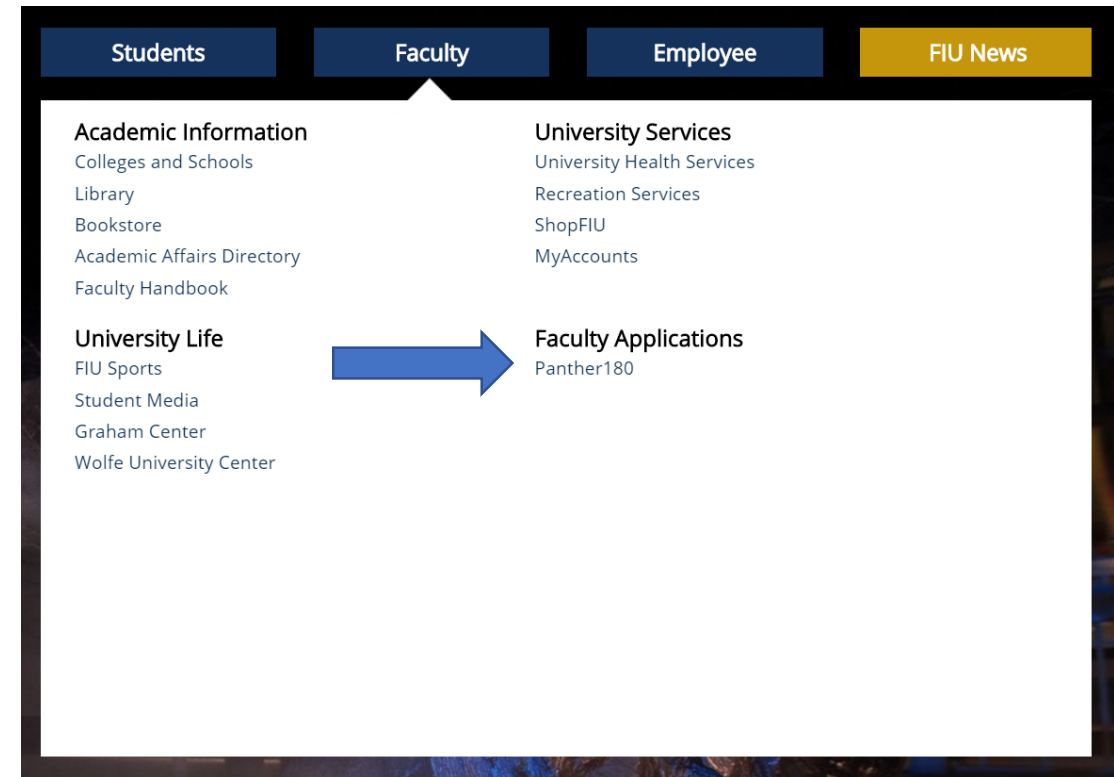 Students
Faculty
Employee
FIU News
Academic Information
Colleges and Schools
Library
Bookstore
Academic Affairs Directory
Faculty Handbook
University Services
University Health Services
Recreation Services
ShopFIU
MyAccounts
University Life
FIU Sports
Student Media
Graham Center
Wolfe University Center
Faculty Applications
Panther180